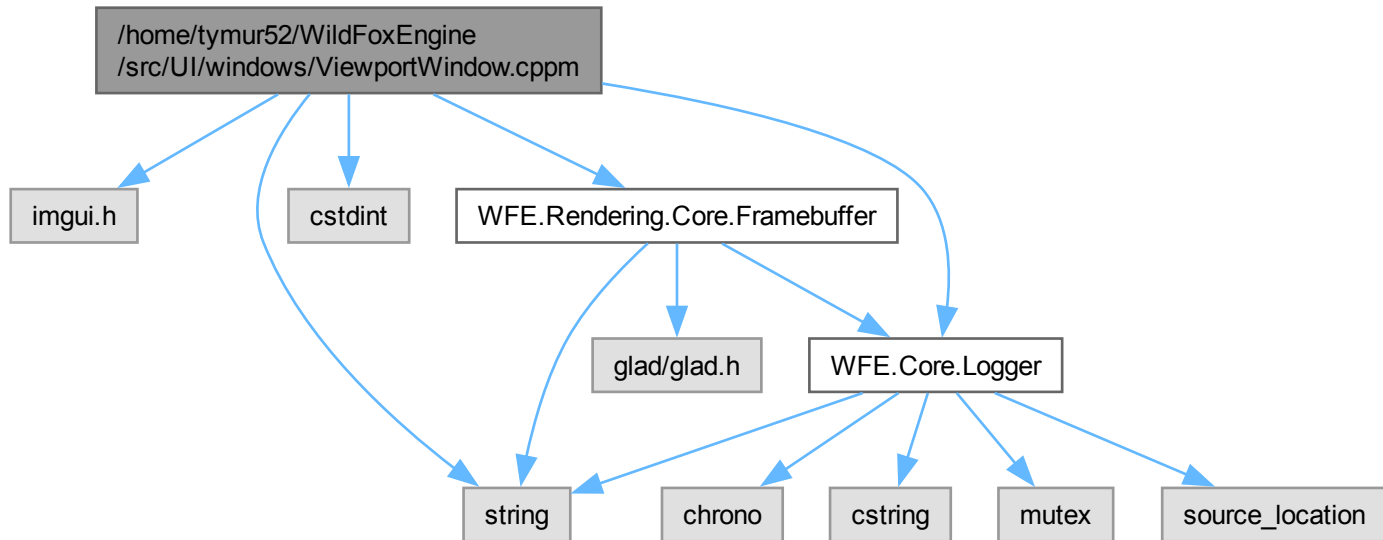 /home/tymur52/WildFoxEngine
/src/UI/windows/ViewportWindow.cppm
imgui.h
cstdint
WFE.Rendering.Core.Framebuffer
glad/glad.h
WFE.Core.Logger
string
chrono
cstring
mutex
source_location